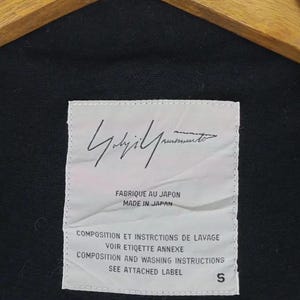 Yohji Yamamoto
FABRIQUE AU JAPON
MADE IN JAPAN
COMPOSITION ET INSTRCTIONS DE LAVAGE
VOIR ETIQETTE ANNEXE
COMPOSITION AND WASHING INSTRUCTIONS
SEE ATTACHED LABEL
S